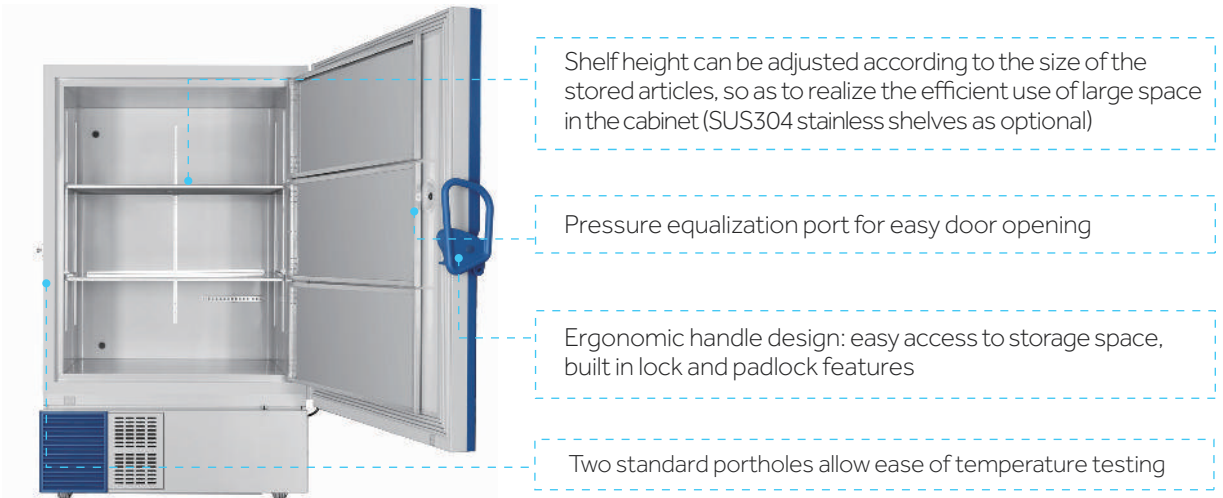 Shelf height can be adjusted according to the size of the
stored articles, so as to realize the efficient use of large space
in the cabinet (SUS304 stainless shelves as optional)
Pressure equalization port for easy door opening
Ergonomic handle design: easy access to storage space,
built in lock and padlock features
Two standard portholes allow ease of temperature testing